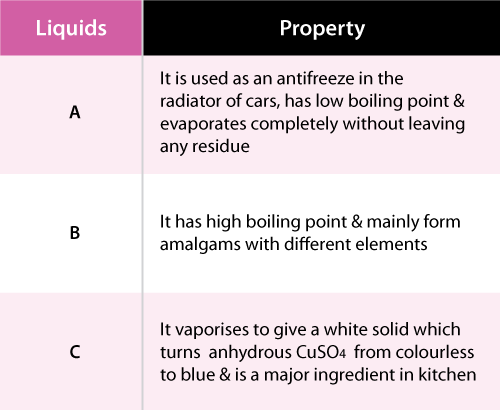 Liquids Property
A
It is used as an antifreeze in the
radiator of cars, has low boiling point &
evaporates completely without leaving
any residue
B
It has high boiling point & mainly form
amalgams with different elements
C
It vaporises to give a white solid which
turns anhydrous CuSO₄ from colourless
to blue & is a major ingredient in kitchen